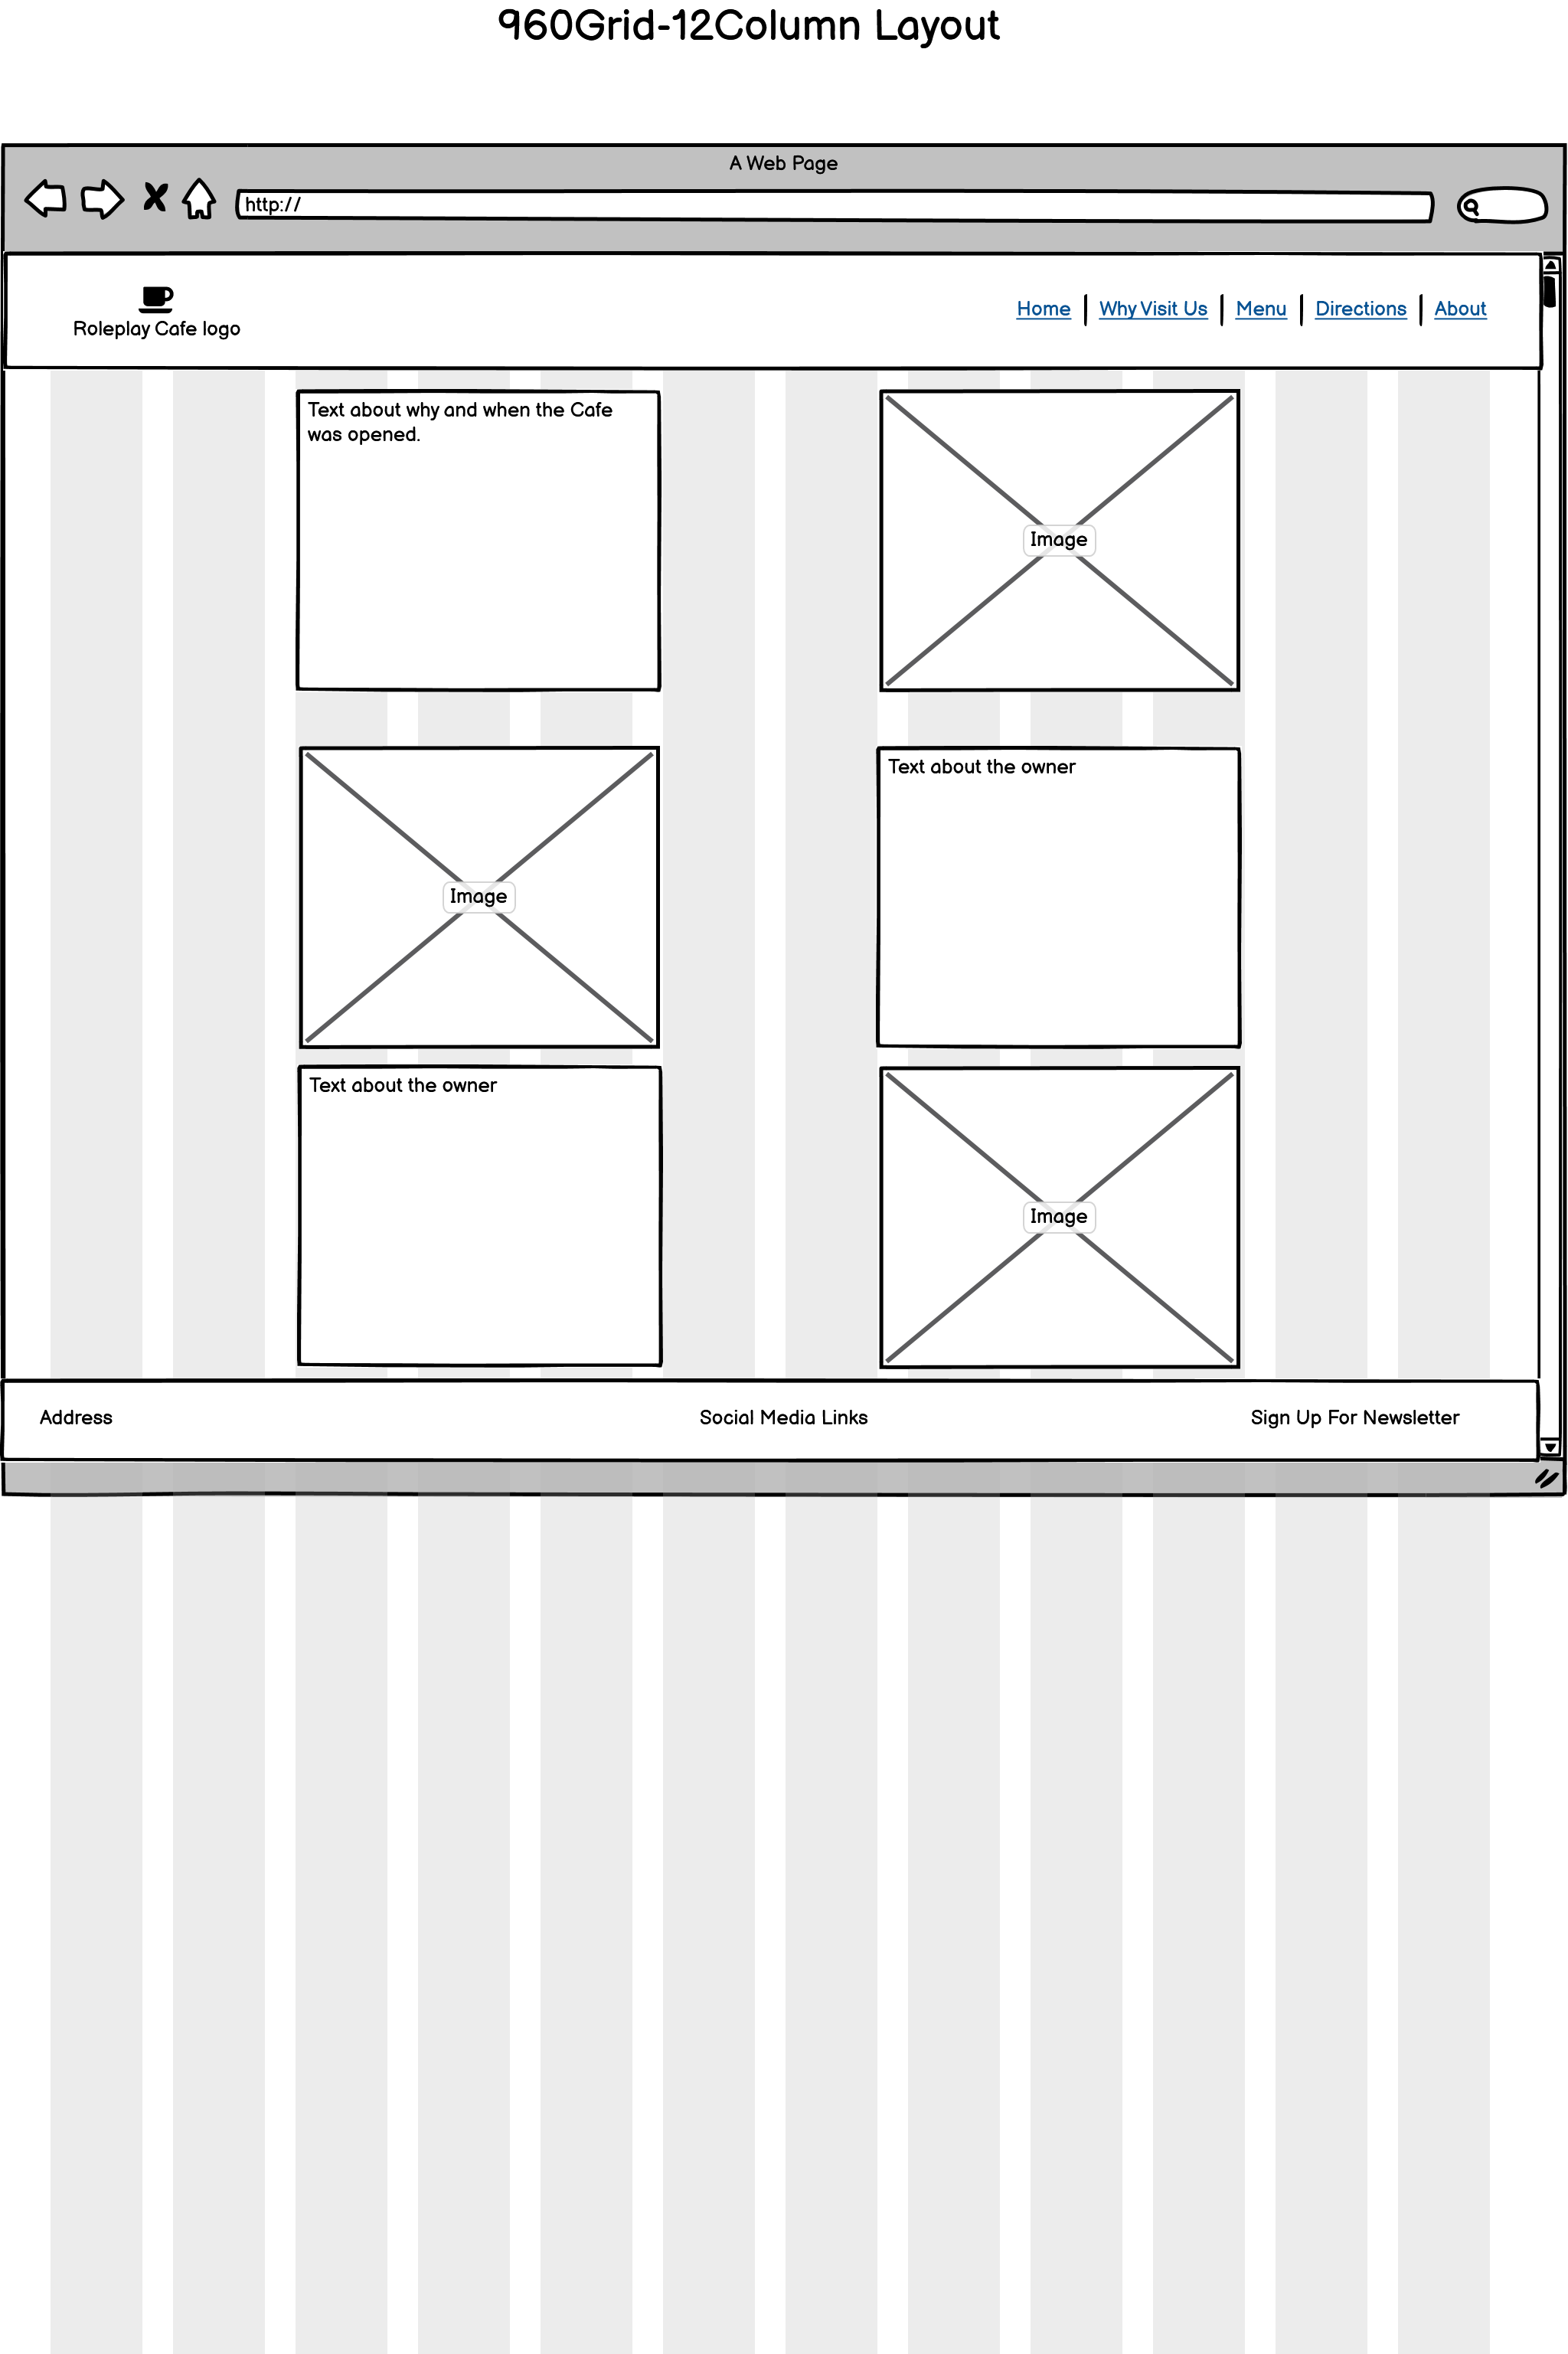 960Grid-12Column Layout
A Web Page
http://
Roleplay Cafe logo
Home
Why Visit Us
Menu
Directions
About
Text about why and when the Cafe
was opened.
Image
Image
Text about the owner
Text about the owner
Image
Address
Social Media Links
Sign Up For Newsletter